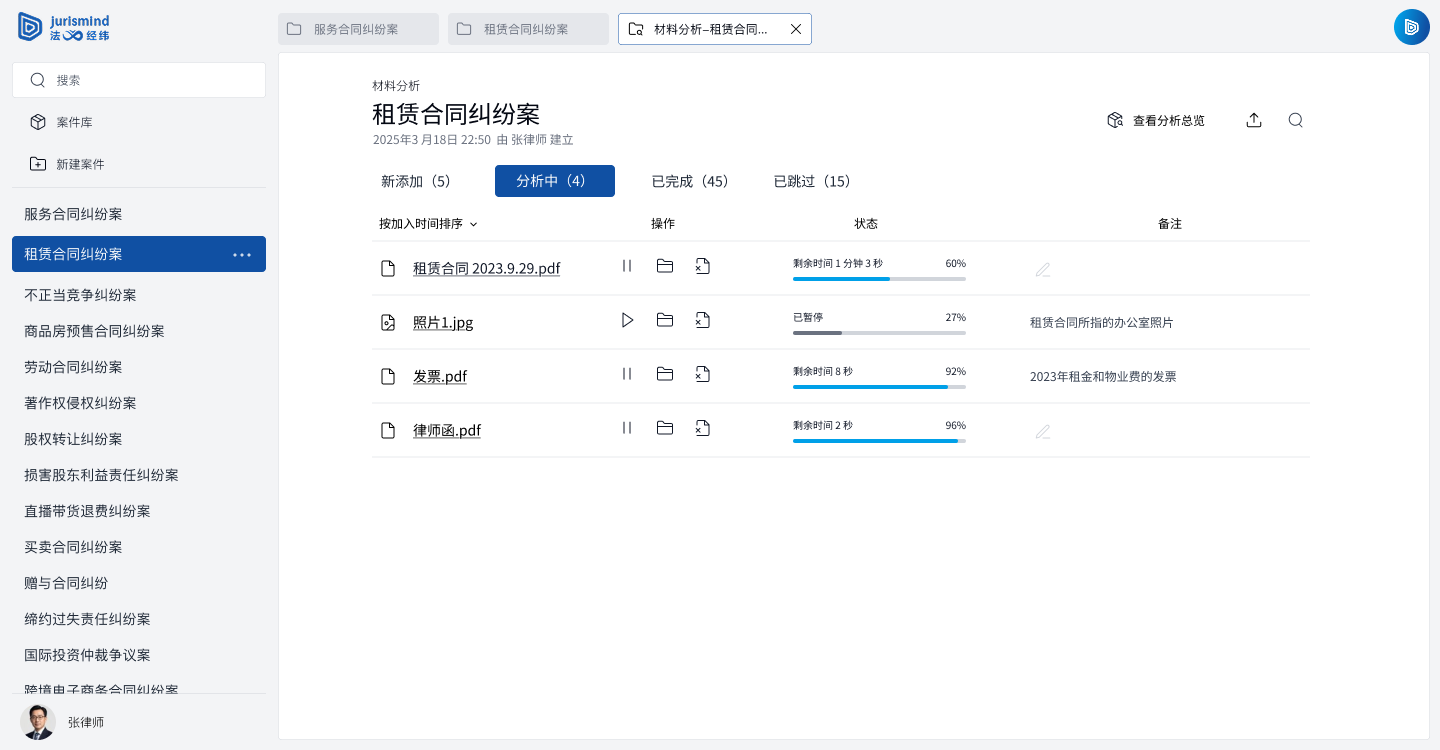 jurismind
法 经纬
服务合同纠纷案
租赁合同纠纷案
材料分析–租赁合同...
搜索
案件库
新建案件
服务合同纠纷案
租赁合同纠纷案
不正当竞争纠纷案
商品房预售合同纠纷案
劳动合同纠纷案
著作权侵权纠纷案
股权转让纠纷案
损害股东利益责任纠纷案
直播带货退费纠纷案
买卖合同纠纷案
赠与合同纠纷
缔约过失责任纠纷案
国际投资仲裁争议案
跨境电子商务合同纠纷案
张律师
材料分析
租赁合同纠纷案
2025年3 月18日 22:50 由 张律师 建立
查看分析总览
新添加（5） 分析中（4） 已完成（45） 已跳过（15）
按加入时间排序 操作 状态 备注
租赁合同 2023.9.29.pdf 剩余时间 1 分钟 3 秒 60%
照片1.jpg 已暂停 27% 租赁合同所指的办公室照片
发票.pdf 剩余时间 8 秒 92% 2023年租金和物业费的发票
律师函.pdf 剩余时间 2 秒 96%